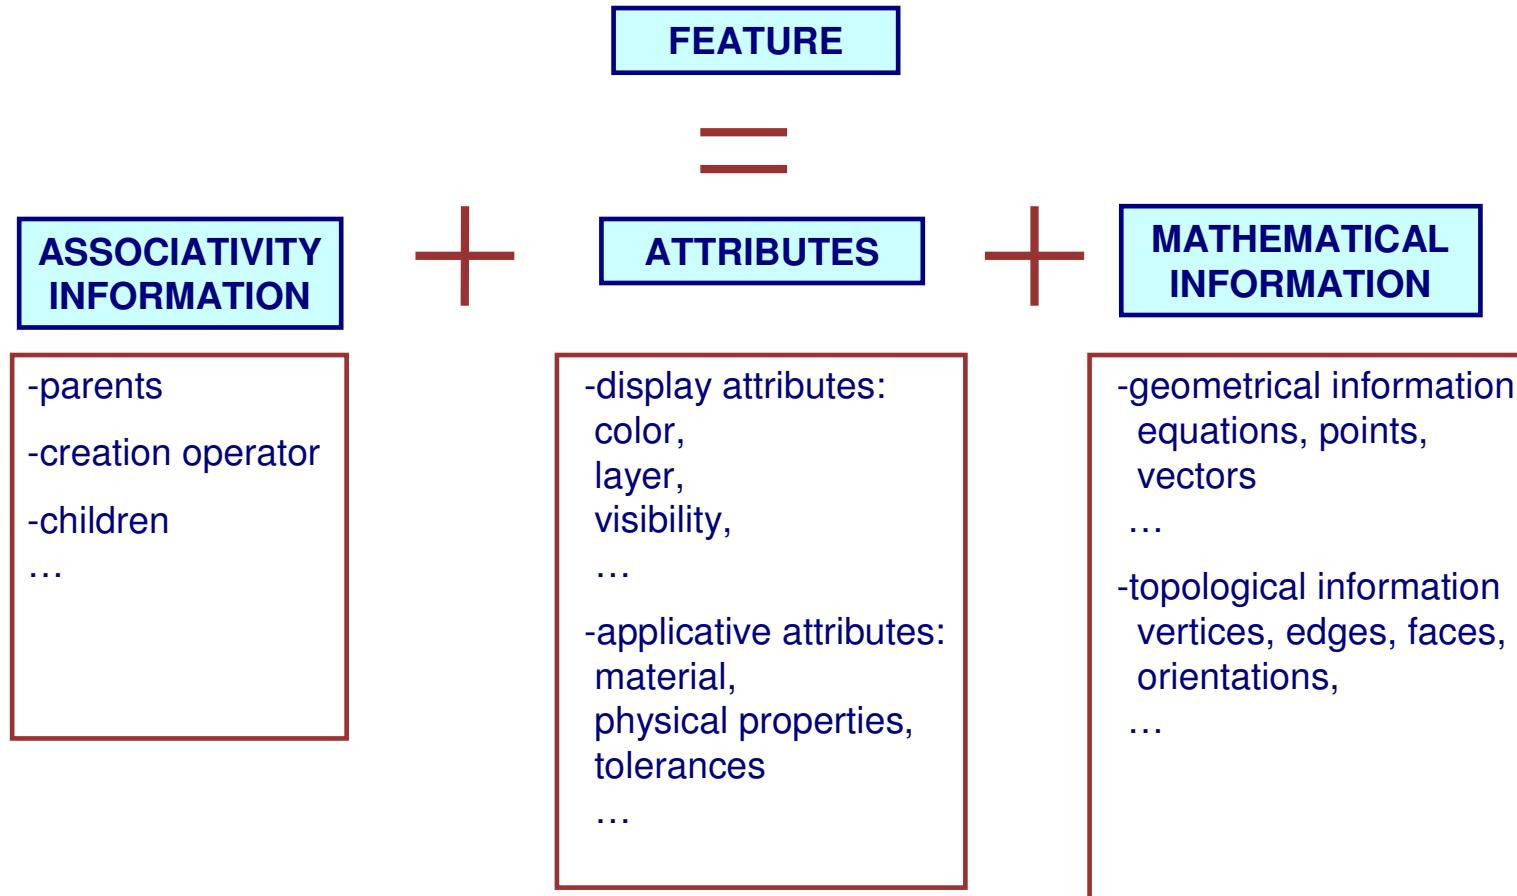 FEATURE
=
ASSOCIATIVITY
INFORMATION
+
ATTRIBUTES
+
MATHEMATICAL
INFORMATION
-parents
-creation operator
-children
…
-display attributes:
color,
layer,
visibility,
…
-applicative attributes:
material,
physical properties,
tolerances
…
-geometrical information
equations, points,
vectors
…
-topological information
vertices, edges, faces,
orientations,
…